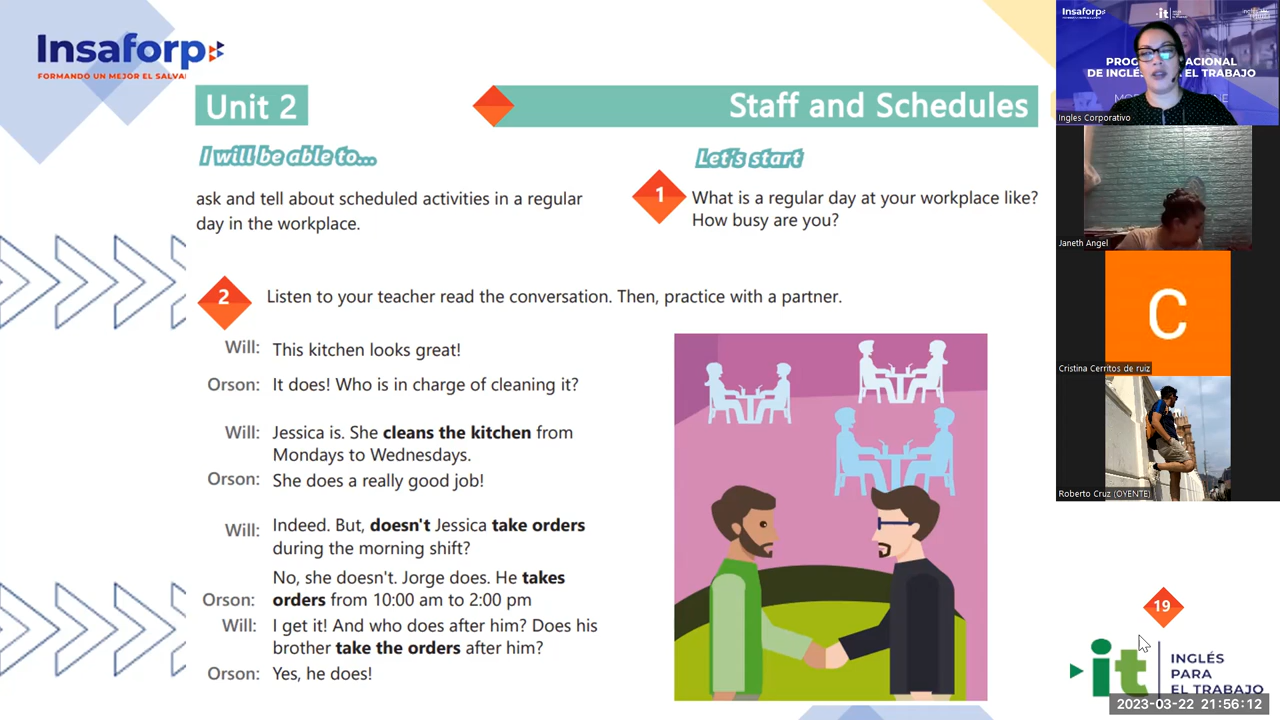 Insaforp
FORMANDO UN MEJOR EL SALVA
Unit 2
Staff and Schedules
I will be able to...
ask and tell about scheduled activities in a regular
day in the workplace.
Let's start
1
What is a regular day at your workplace like?
How busy are you?
2
Listen to your teacher read the conversation. Then, practice with a partner.
Will: This kitchen looks great!
Orson: It does! Who is in charge of cleaning it?
Will: Jessica is. She cleans the kitchen from
Mondays to Wednesdays.
Orson: She does a really good job!
Will: Indeed. But, doesn't Jessica take orders
during the morning shift?
No, she doesn't. Jorge does. He takes
Orson: orders from 10:00 am to 2:00 pm
Will: I get it! And who does after him? Does his
brother take the orders after him?
Orson: Yes, he does!
19
it
INGLÉS
PARA
EL TRABAJO
2023-03-22 21:56:12
Insaforp
it
PROG ACIONAL
DE INGLÉ EL TRABAJO
Ingles Corporativo
Janeth Angel
C
Cristina Cerritos de ruiz
Roberto Cruz (OYENTE)